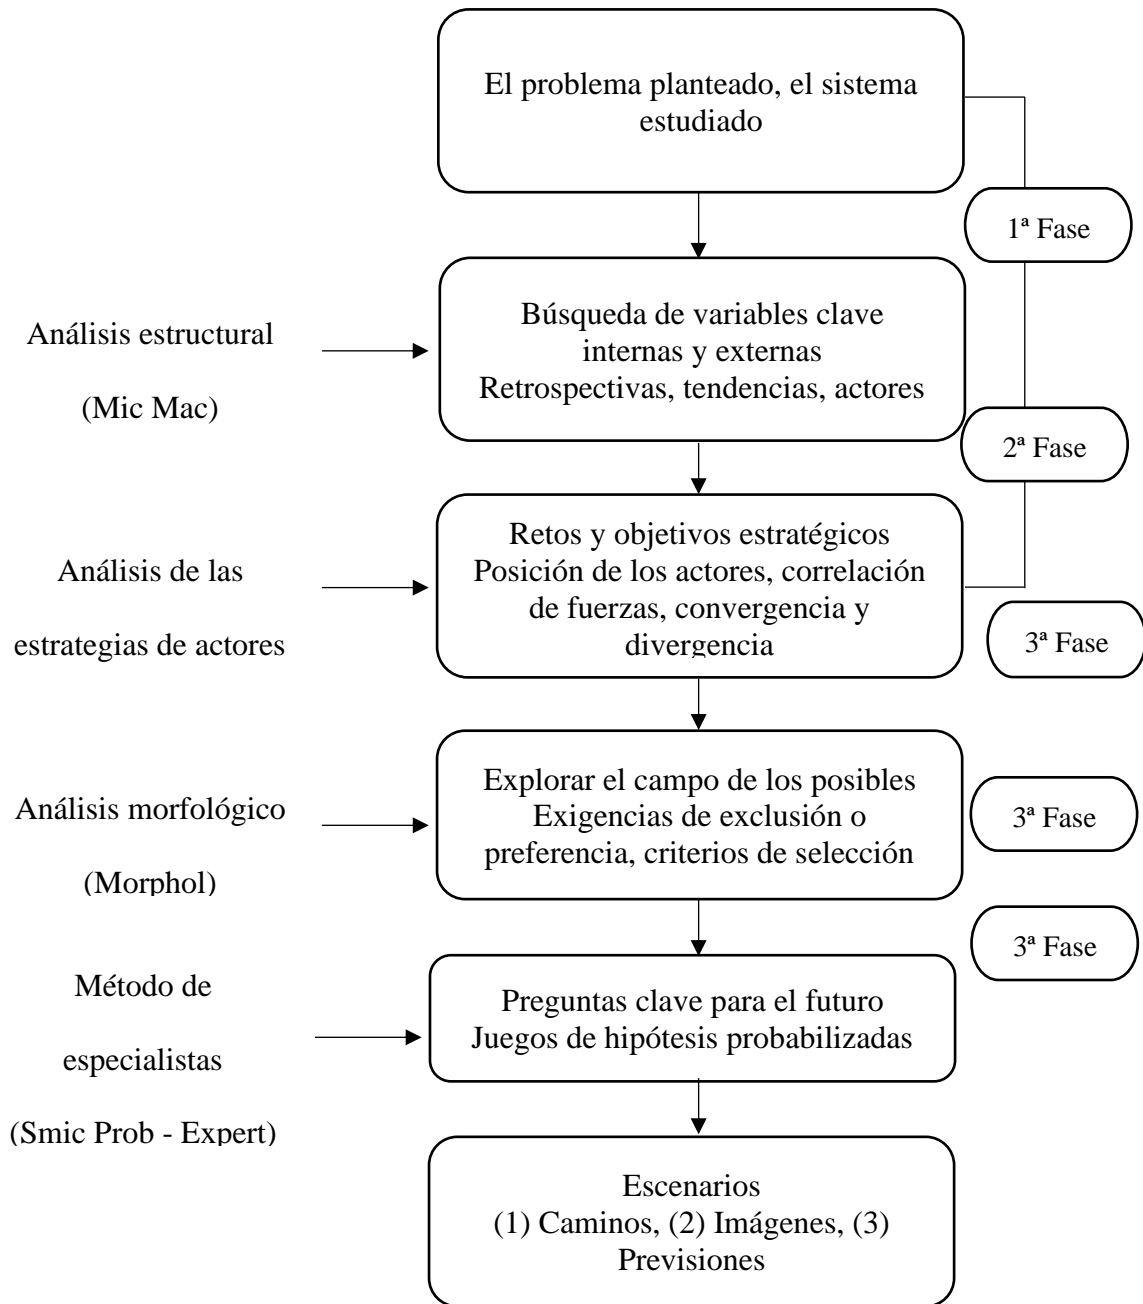 El problema planteado, el sistema
estudiado
1ª Fase
Búsqueda de variables clave
internas y externas
Retrospectivas, tendencias, actores
Análisis estructural
(Mic Mac)
2ª Fase
Retos y objetivos estratégicos
Posición de los actores, correlación
de fuerzas, convergencia y
divergencia
Análisis de las
estrategias de actores
3ª Fase
Explorar el campo de los posibles
Exigencias de exclusión o
preferencia, criterios de selección
Análisis morfológico
(Morphol)
3ª Fase
3ª Fase
Preguntas clave para el futuro
Juegos de hipótesis probabilizadas
Método de
especialistas
(Smic Prob - Expert)
Escenarios
(1) Caminos, (2) Imágenes, (3)
Previsiones